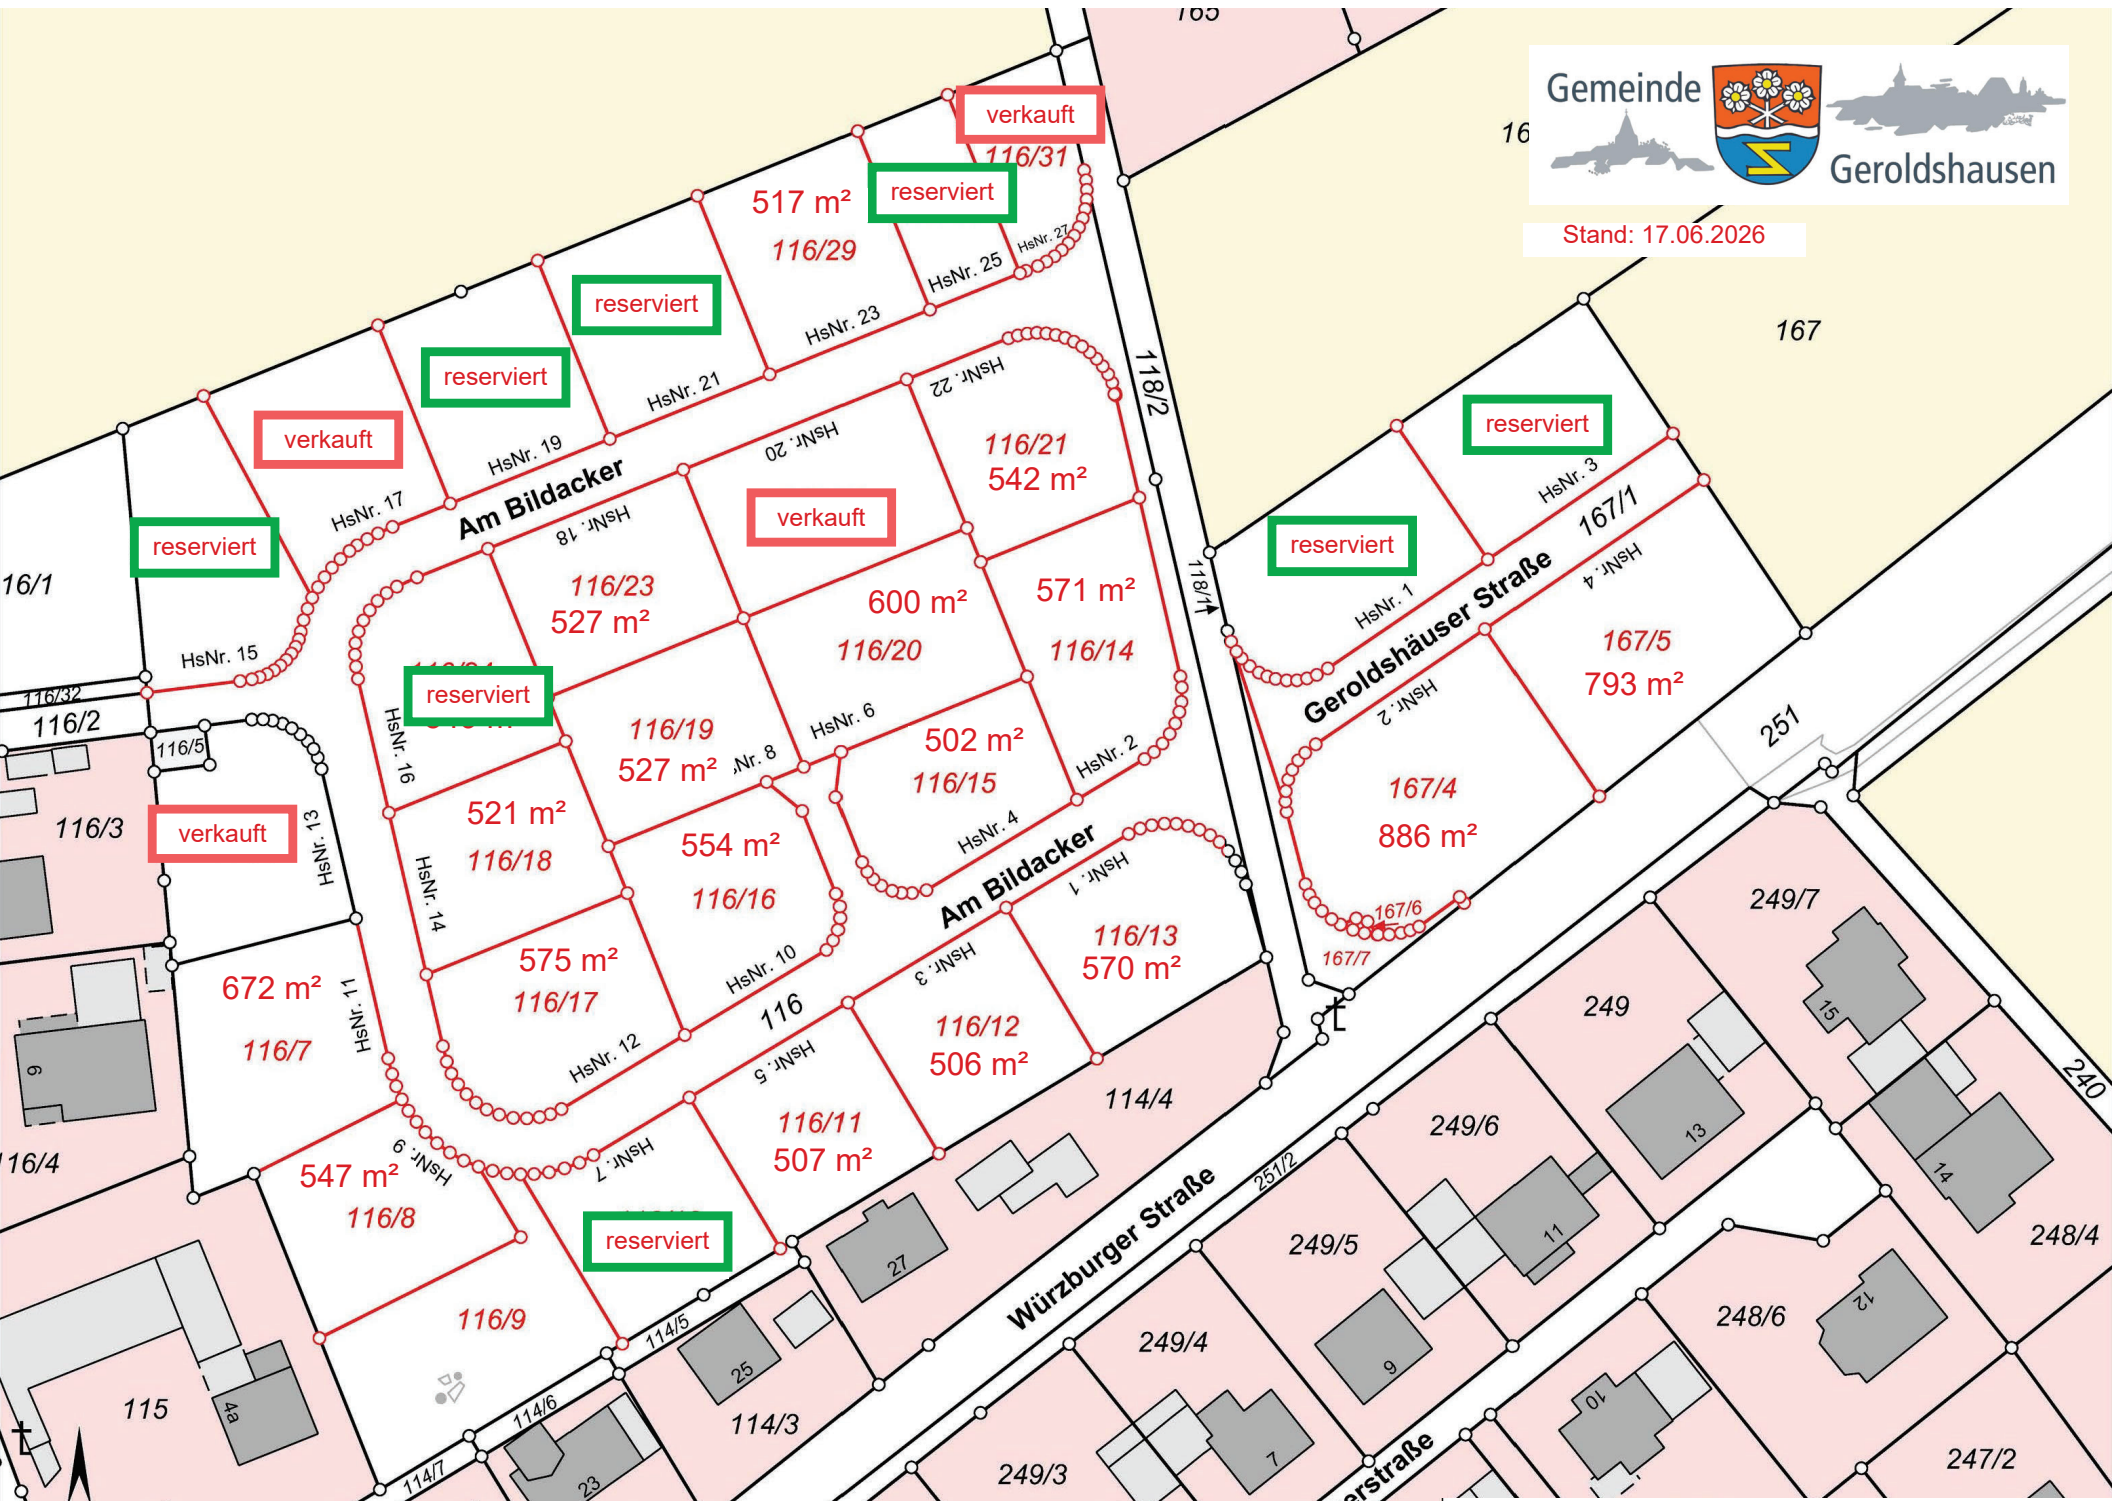 165
Gemeinde
Geroldshausen
Stand: 17.06.2026
verkauft
116/31
reserviert
517 m²
116/29
HsNr. 27
HsNr. 25
HsNr. 23
reserviert
HsNr. 21
reserviert
HsNr. 19
verkauft
HsNr. 17
Am Bildacker
reserviert
HsNr. 15
16/1
116/32
116/2
116/5
116/3
verkauft
HsNr. 13
HsNr. 22
HsNr. 20
HsNr. 18
116/21
542 m²
verkauft
116/23
527 m²
600 m²
116/20
571 m²
116/14
118/2
118/1
167
reserviert
HsNr. 3
167/1
reserviert
HsNr. 1
Geroldshäuser Straße
HsNr. 4
HsNr. 2
167/5
793 m²
167/4
886 m²
167/6
167/7
251
reserviert
HsNr. 16
116/19
527 m²
HsNr. 6
502 m²
116/15
HsNr. 2
HsNr. 4
521 m²
116/18
HsNr. 14
554 m²
116/16
HsNr. 10
575 m²
116/17
HsNr. 12
Am Bildacker
116
HsNr. 1
116/13
570 m²
HsNr. 3
116/12
506 m²
HsNr. 5
116/11
507 m²
HsNr. 7
reserviert
672 m²
116/7
HsNr. 11
HsNr. 9
547 m²
116/8
116/9
6
16/4
115
4a
114/4
27
114/5
25
114/6
114/3
114/7
23
Würzburger Straße
251/2
249/7
249
15
13
240
249/6
11
14
248/4
249/5
9
248/6
12
249/4
10
249/3
7
erstraße
247/2